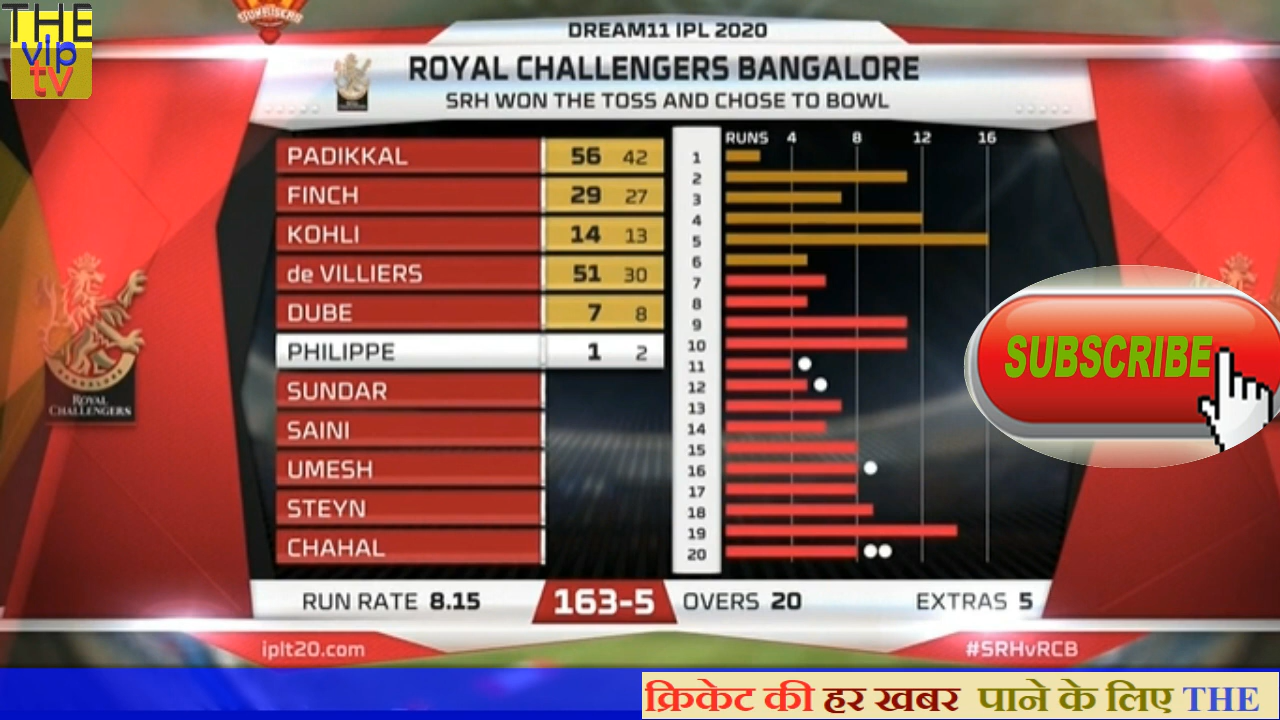 THE
vip
tv
DREAM11 IPL 2020
ROYAL CHALLENGERS BANGALORE
SRH WON THE TOSS AND CHOSE TO BOWL
RUNS 4 8 12 16
PADIKKAL 56 42
FINCH 29 27
KOHLI 14 13
de VILLIERS 51 30
DUBE 7 8
PHILIPPE 1 2
SUNDAR
SAINI
UMESH
STEYN
CHAHAL
1
2
3
4
5
6
7
8
9
10
11
12
13
14
15
16
17
18
19
20
ROYAL
CHALLENGERS
SUBSCRIBE
RUN RATE 8.15 163-5 OVERS 20 EXTRAS 5
iplt20.com #SRHvRCB
क्रिकेट की हर खबर पाने के लिए THE